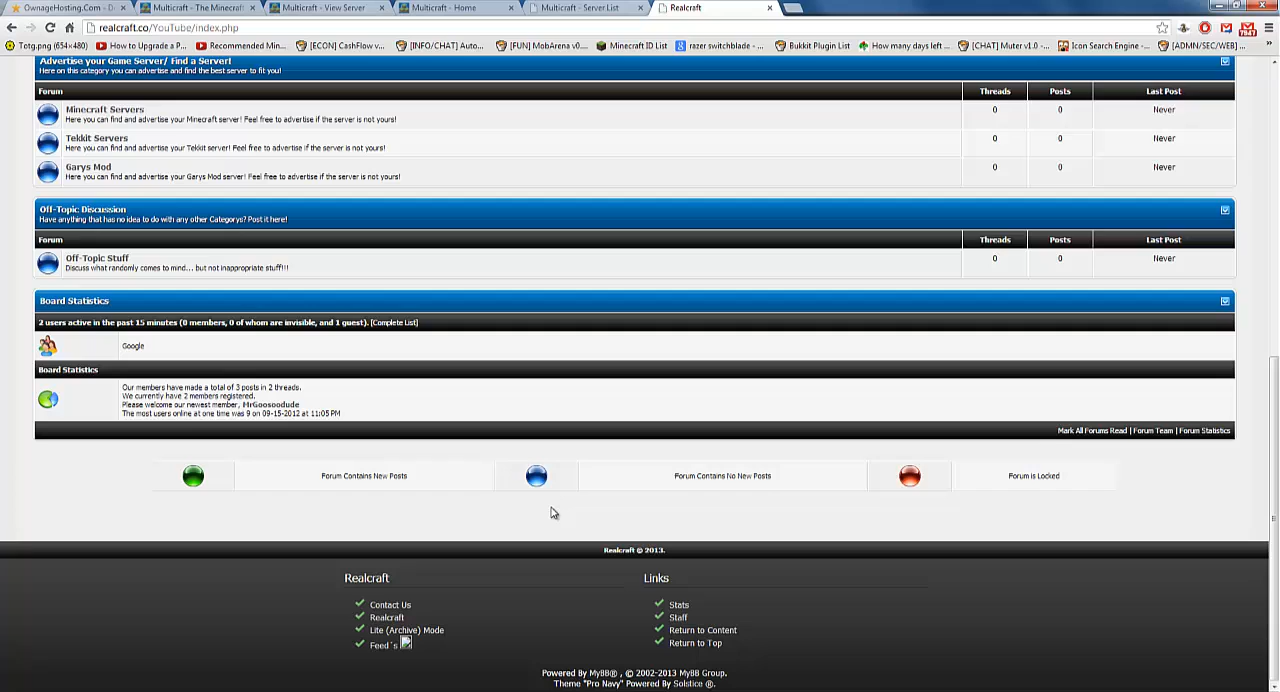 OwnageHosting.Com - D
Multicraft - The Minecraft
Multicraft - View Server
Multicraft - Home
Multicraft - Server List
Realcraft
realcraft.co/YouTube/index.php
Totg.png (654×480)
How to Upgrade a P...
Recommended Min...
[ECON] CashFlow v...
[INFO/CHAT] Auto...
[FUN] MobArena v0....
Minecraft ID List
razer switchblade - ...
Bukkit Plugin List
How many days left ...
[CHAT] Muter v1.0 -...
Icon Search Engine -...
[ADMN/SEC/WEB] ...
Advertise your Game Server/ Find a Server!
Here on this category you can advertise and find the best server to fit you!
Forum Threads Posts Last Post
Minecraft Servers
Here you can find and advertise your Minecraft server! Feel free to advertise if the server is not yours!
0 0 Never
Tekkit Servers
Here you can find and advertise your Tekkit server! Feel free to advertise if the server is not yours!
0 0 Never
Garys Mod
Here you can find and advertise your Garys Mod server! Feel free to advertise if the server is not yours!
0 0 Never
Off-Topic Discussion
Have anything that has no idea to do with any other Categorys? Post it here!
Forum Threads Posts Last Post
Off-Topic Stuff
Discuss what randomly comes to mind... but not inappropriate stuff!!!
0 0 Never
Board Statistics
2 users active in the past 15 minutes (0 members, 0 of whom are invisible, and 1 guest). [Complete List]
Google
Board Statistics
Our members have made a total of 3 posts in 2 threads.
We currently have 2 members registered.
Please welcome our newest member, MrGoosoodude
The most users online at one time was 9 on 09-15-2012 at 11:05 PM
Mark All Forums Read | Forum Team | Forum Statistics
Forum Contains New Posts
Forum Contains No New Posts
Forum is Locked
Realcraft © 2013.
Realcraft
Contact Us
Realcraft
Lite (Archive) Mode
Feed´s
Links
Stats
Staff
Return to Content
Return to Top
Powered By MyBB® , © 2002-2013 MyBB Group.
Theme "Pro Navy" Powered By Solstice ®.